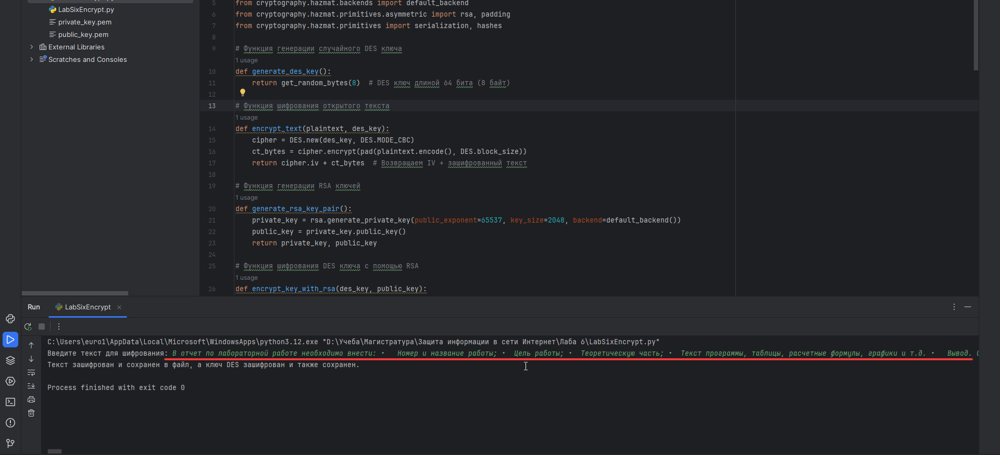 LabSixEncrypt.py
private_key.pem
public_key.pem
External Libraries
Scratches and Consoles
5 from cryptography.hazmat.backends import default_backend
6 from cryptography.hazmat.primitives.asymmetric import rsa, padding
7 from cryptography.hazmat.primitives import serialization, hashes
8
9 # Функция генерации случайного DES ключа
1 usage
10 def generate_des_key():
11 return get_random_bytes(8)  # DES ключ длиной 64 бита (8 байт)
12
13 # Функция шифрования открытого текста
1 usage
14 def encrypt_text(plaintext, des_key):
15 cipher = DES.new(des_key, DES.MODE_CBC)
16 ct_bytes = cipher.encrypt(pad(plaintext.encode(), DES.block_size))
17 return cipher.iv + ct_bytes  # Возвращаем IV + зашифрованный текст
18
19 # Функция генерации RSA ключей
1 usage
20 def generate_rsa_key_pair():
21 private_key = rsa.generate_private_key(public_exponent=65537, key_size=2048, backend=default_backend())
22 public_key = private_key.public_key()
23 return private_key, public_key
24
25 # Функция шифрования DES ключа с помощью RSA
1 usage
26 def encrypt_key_with_rsa(des_key, public_key):
Run LabSixEncrypt
C:\Users\euro1\AppData\Local\Microsoft\WindowsApps\python3.12.exe "D:\Учеба\Магистратура\Защита информации в сети Интернет\Лаба 6\LabSixEncrypt.py"
Введите текст для шифрования: В отчет по лабораторной работе необходимо внести: • Номер и название работы; • Цель работы; • Теоретическую часть; • Текст программы, таблицы, расчетные формулы, графики и т.д. • Вывод.
Текст зашифрован и сохранен в файл, а ключ DES зашифрован и также сохранен.
Process finished with exit code 0